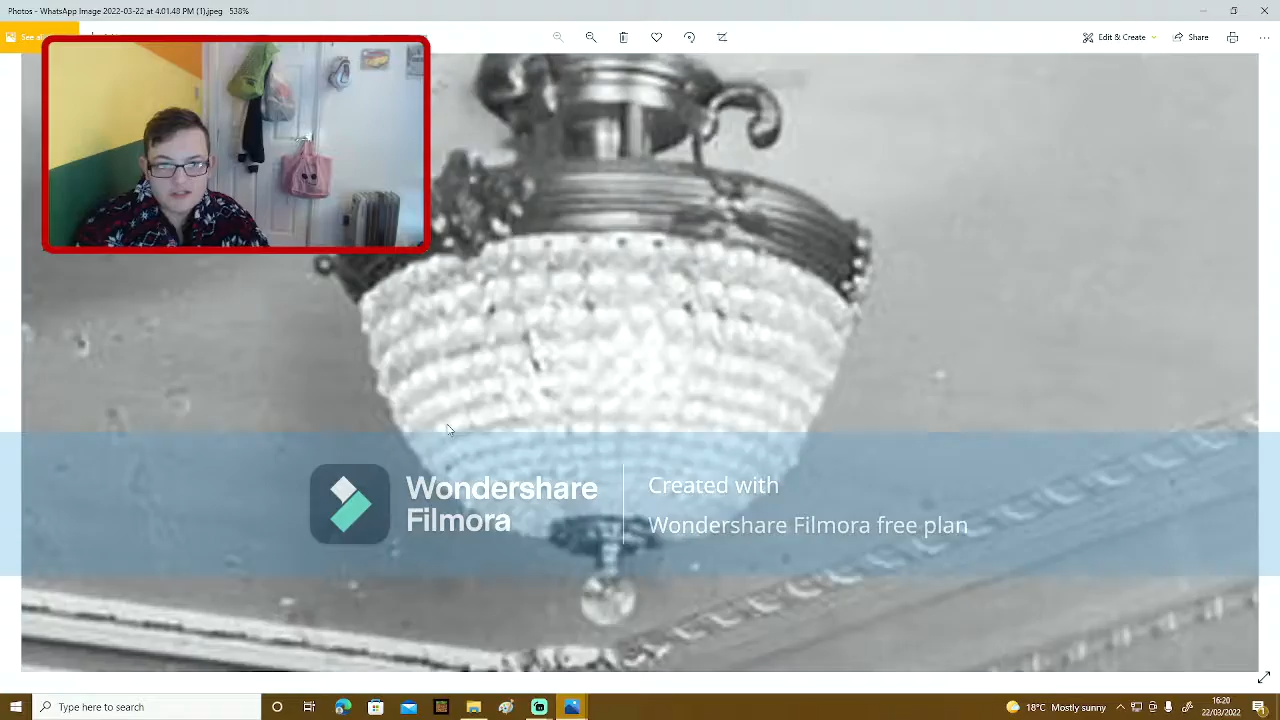 Photos - WhatsApp Image 2022-03-22 at 4.01.48 PM (1).jpeg 538%
Edit & Create
Share
Wondershare
Filmora
Created with
Wondershare Filmora free plan
Type here to search
18°C Mostly sunny
16:20
22/03/2022